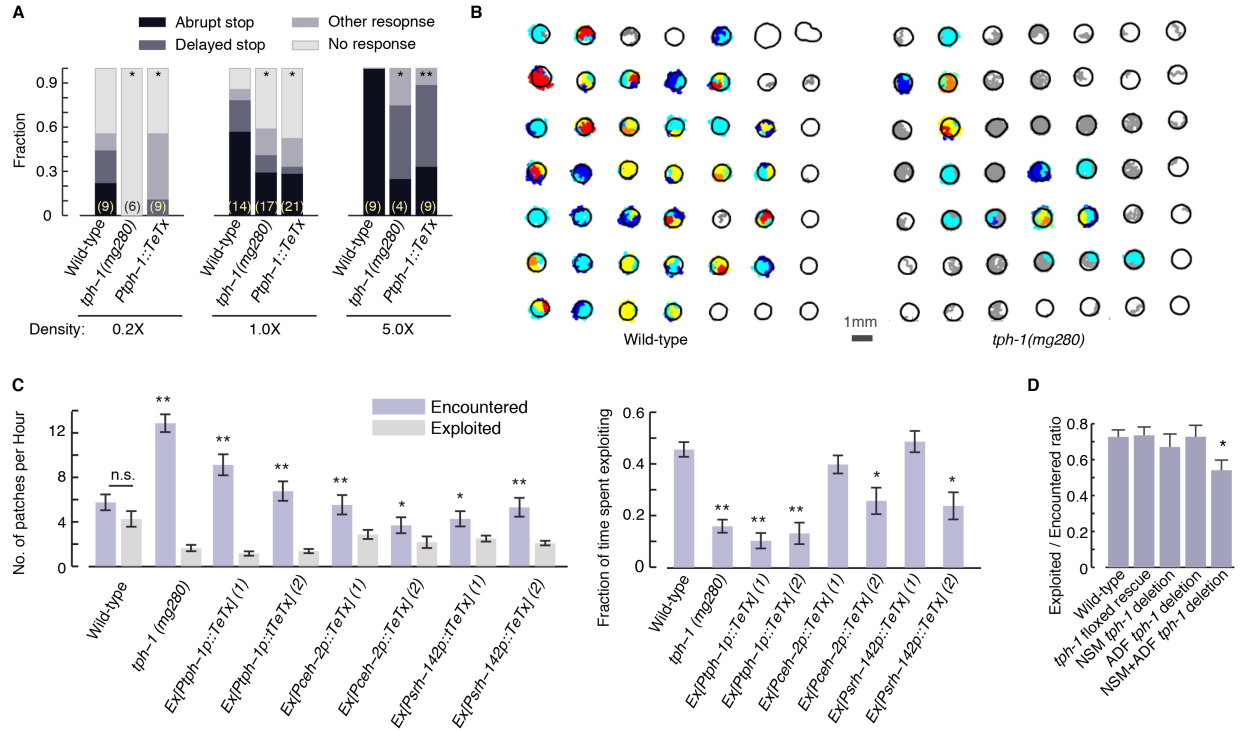 A
Abrupt stop
Other resopnse
Delayed stop
No response
Fraction
0.9
0.6
0.3
0
* *
* *
* **
(9) (6) (9)
(14) (17) (21)
(9) (4) (9)
Wild-type
tph-1(mg280)
Ptph-1::TeTx
Wild-type
tph-1(mg280)
Ptph-1::TeTx
Wild-type
tph-1(mg280)
Ptph-1::TeTx
Density: 0.2X 1.0X 5.0X
B
1mm
Wild-type
tph-1(mg280)
C
Encountered
Exploited
No. of patches per Hour
12
8
4
0
n.s.
** ** ** ** * * **
Wild-type
tph-1 (mg280)
Ex[Ptph-1p::TeTx] (1)
Ex[Ptph-1p::tTeTx] (2)
Ex[Pceh-2p::TeTx] (1)
Ex[Pceh-2p::TeTx] (2)
Ex[Psrh-142p::tTeTx] (1)
Ex[Psrh-142p::TeTx] (2)
Fraction of time spent exploiting
0.6
0.4
0.2
0
** ** ** * *
Wild-type
tph-1 (mg280)
Ex[Ptph-1p::TeTx] (1)
Ex[Ptph-1p::TeTx] (2)
Ex[Pceh-2p::TeTx] (1)
Ex[Pceh-2p::TeTx] (2)
Ex[Psrh-142p::TeTx] (1)
Ex[Psrh-142p::TeTx] (2)
D
Exploited / Encountered ratio
0.8
0.6
0.4
0.2
0
*
Wild-type
tph-1 floxed rescue
NSM tph-1 deletion
ADF tph-1 deletion
NSM+ADF tph-1 deletion